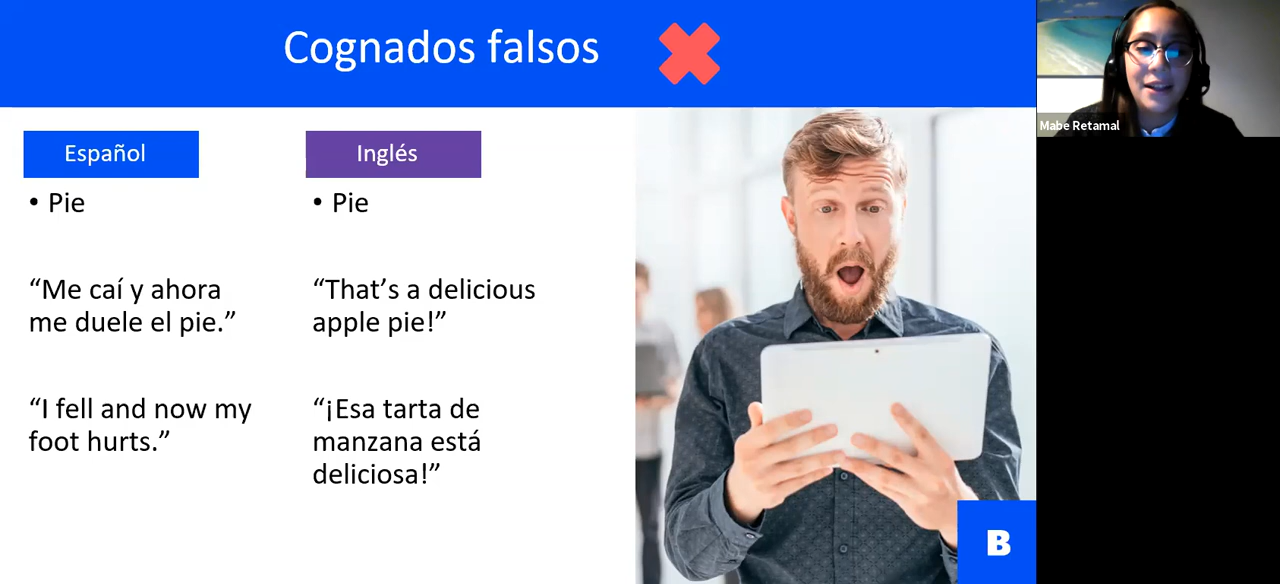 Cognados falsos
Mabe Retamal
Español
• Pie
“Me caí y ahora
me duele el pie.”
“I fell and now my
foot hurts.”
Inglés
• Pie
“That’s a delicious
apple pie!”
“¡Esa tarta de
manzana está
deliciosa!”
B